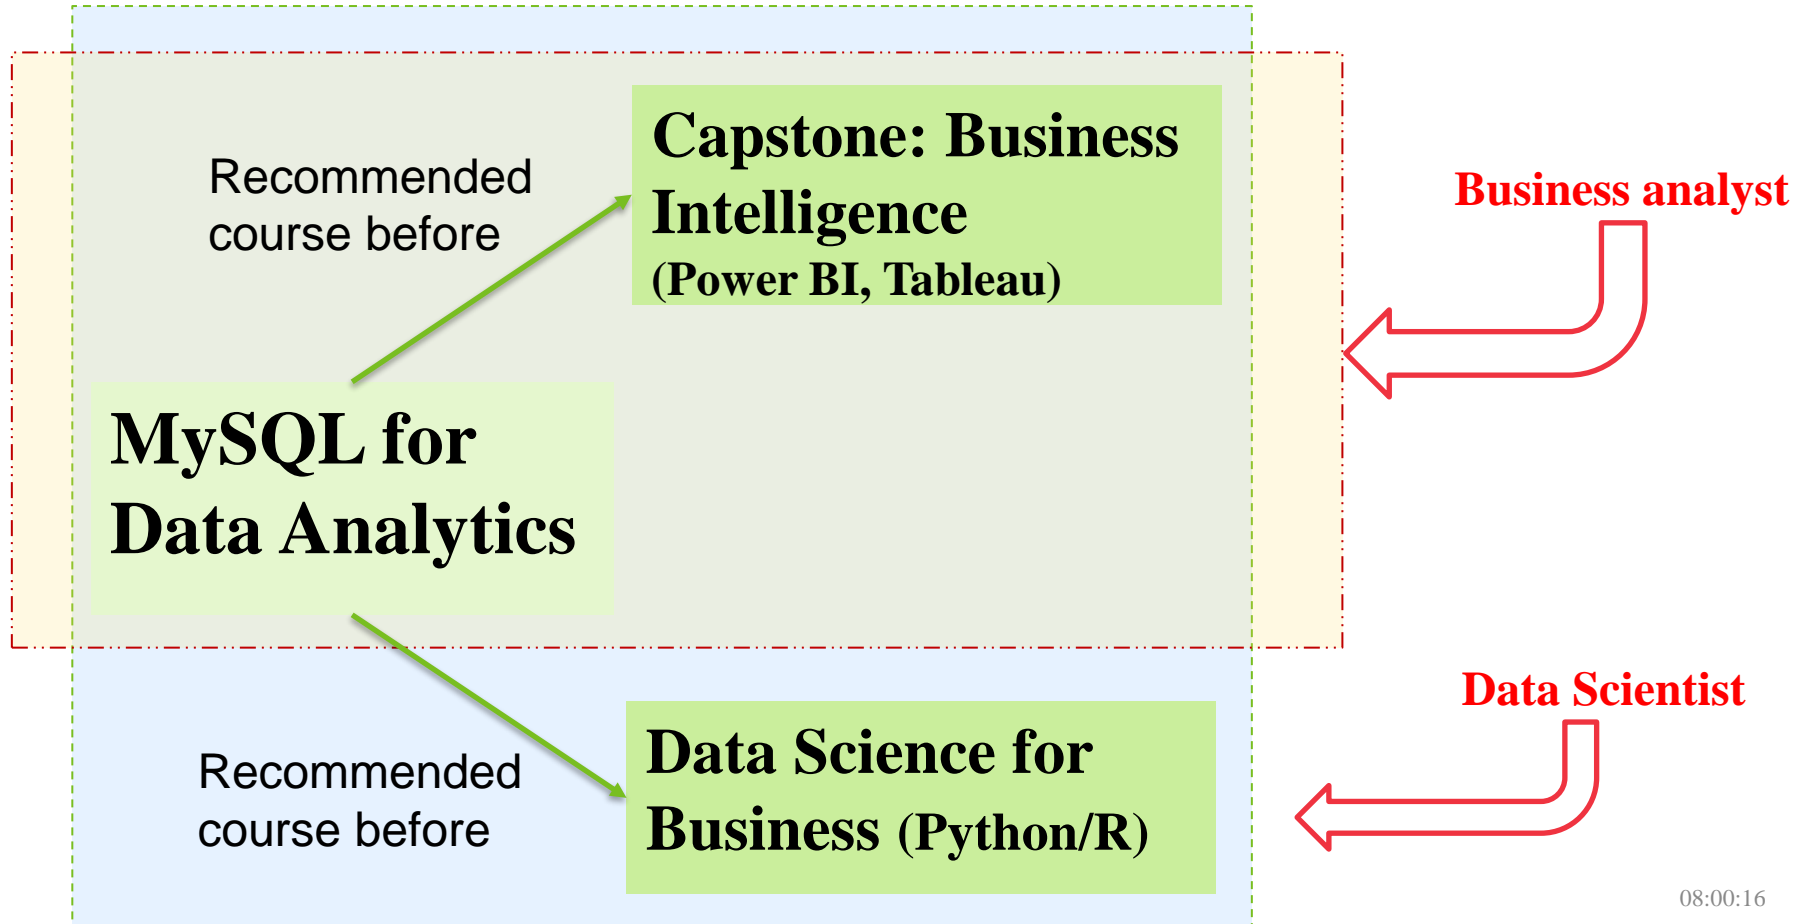 Recommended
course before
Capstone: Business
Intelligence
(Power BI, Tableau)
Business analyst
MySQL for
Data Analytics
Data Scientist
Recommended
course before
Data Science for
Business (Python/R)
08:00:16